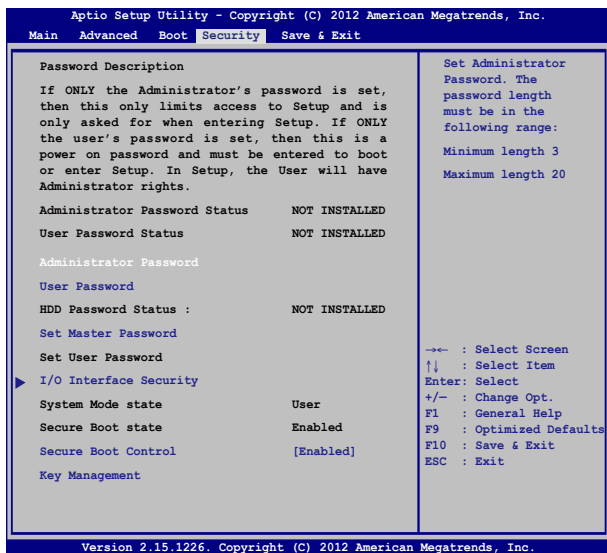 Aptio Setup Utility - Copyright (C) 2012 American Megatrends, Inc.
Main Advanced Boot Security Save & Exit
Password Description
If ONLY the Administrator's password is set,
then this only limits access to Setup and is
only asked for when entering Setup. If ONLY
the user's password is set, then this is a
power on password and must be entered to boot
or enter Setup. In Setup, the User will have
Administrator rights.
Administrator Password Status NOT INSTALLED
User Password Status NOT INSTALLED
Administrator Password
User Password
HDD Password Status : NOT INSTALLED
Set Master Password
Set User Password
I/O Interface Security
System Mode state User
Secure Boot state Enabled
Secure Boot Control [Enabled]
Key Management
Set Administrator
Password. The
password length
must be in the
following range:
Minimum length 3
Maximum length 20
→← : Select Screen
↑↓ : Select Item
Enter: Select
+/— : Change Opt.
F1 : General Help
F9 : Optimized Defaults
F10 : Save & Exit
ESC : Exit
Version 2.15.1226. Copyright (C) 2012 American Megatrends, Inc.